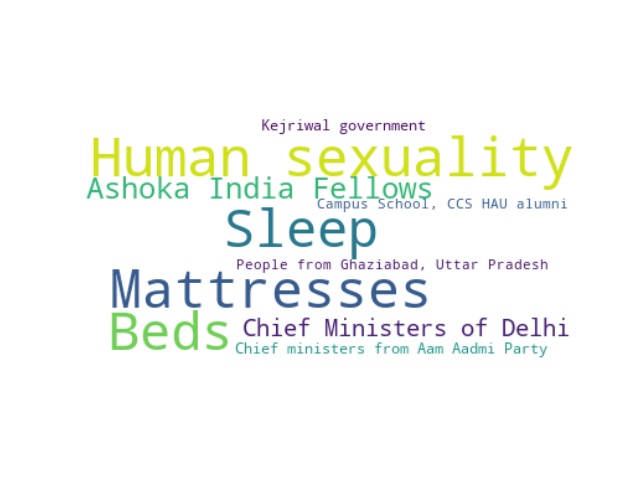 Kejriwal government
Human sexuality
Ashoka India Fellows
Campus School, CCS HAU alumni
Sleep
People from Ghaziabad, Uttar Pradesh
Mattresses
Beds
Chief Ministers of Delhi
Chief ministers from Aam Aadmi Party